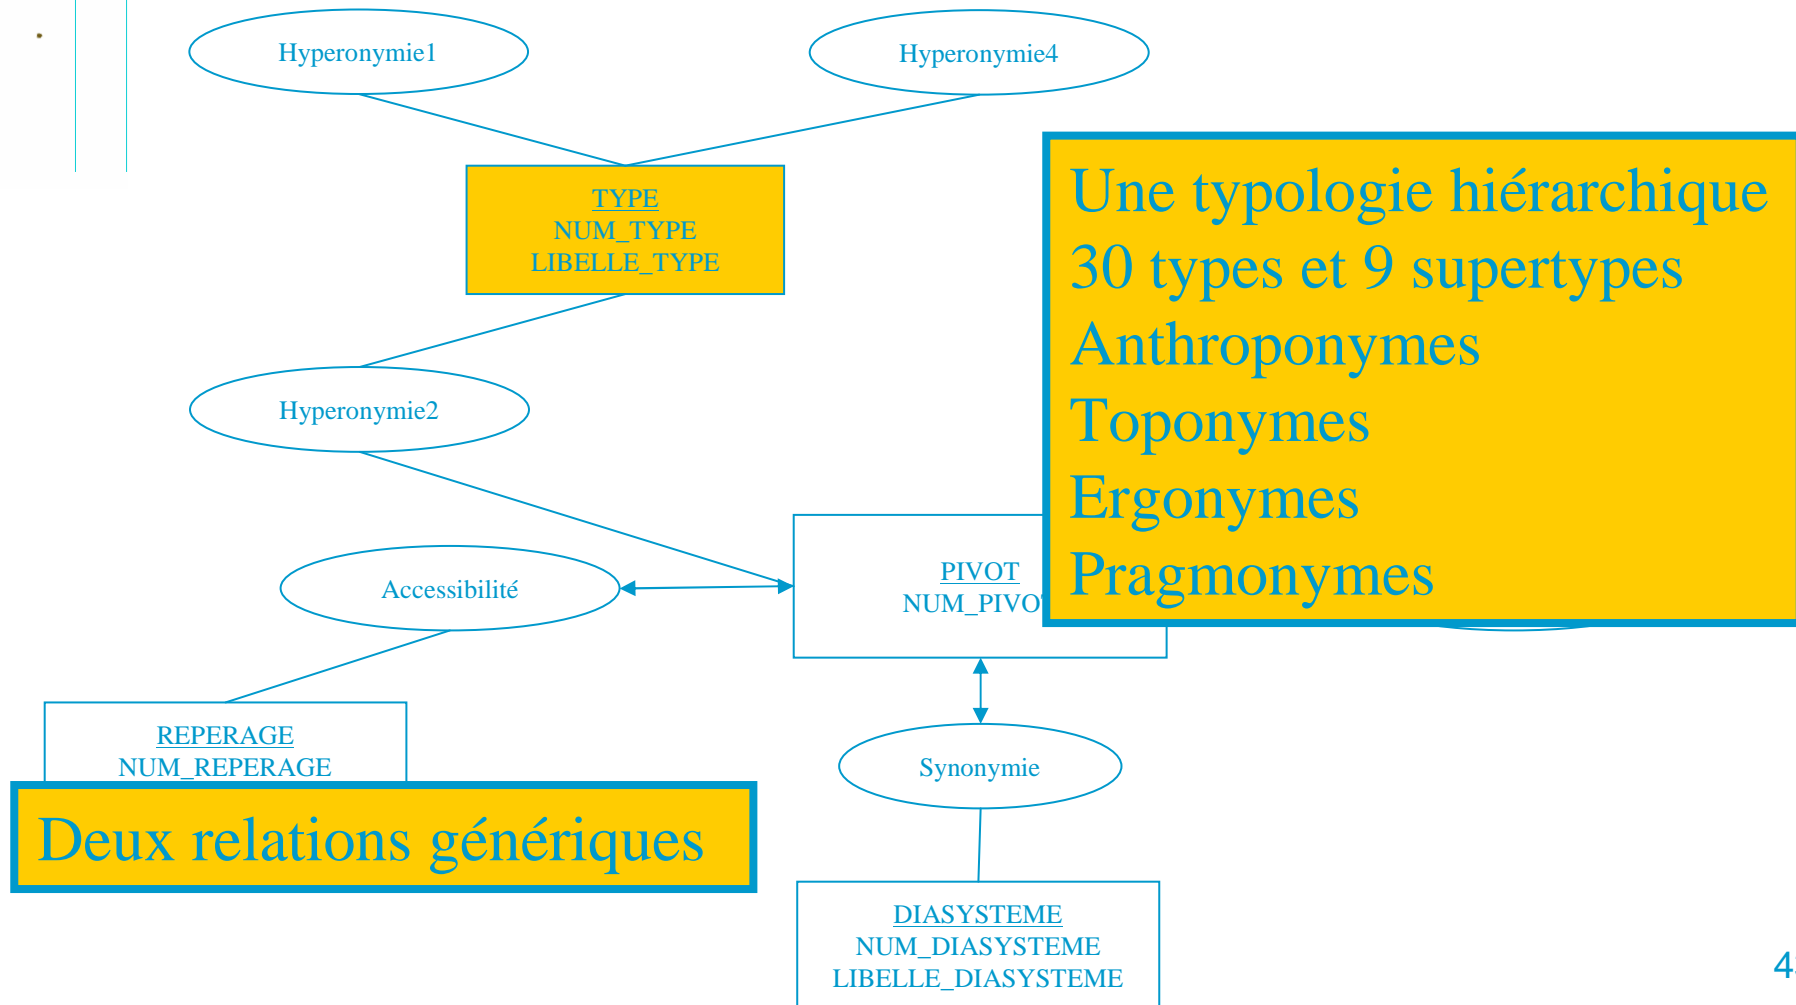 Hyperonymie1
Hyperonymie4
TYPE
NUM_TYPE
LIBELLE_TYPE
Une typologie hiérarchique
30 types et 9 supertypes
Anthroponymes
Toponymes
Ergonymes
Pragmonymes
Hyperonymie2
Accessibilité
PIVOT
REPERAGE
NUM_REPERAGE
Synonymie
Deux relations génériques
DIASYSTEME
NUM_DIASYSTEME
LIBELLE_DIASYSTEME